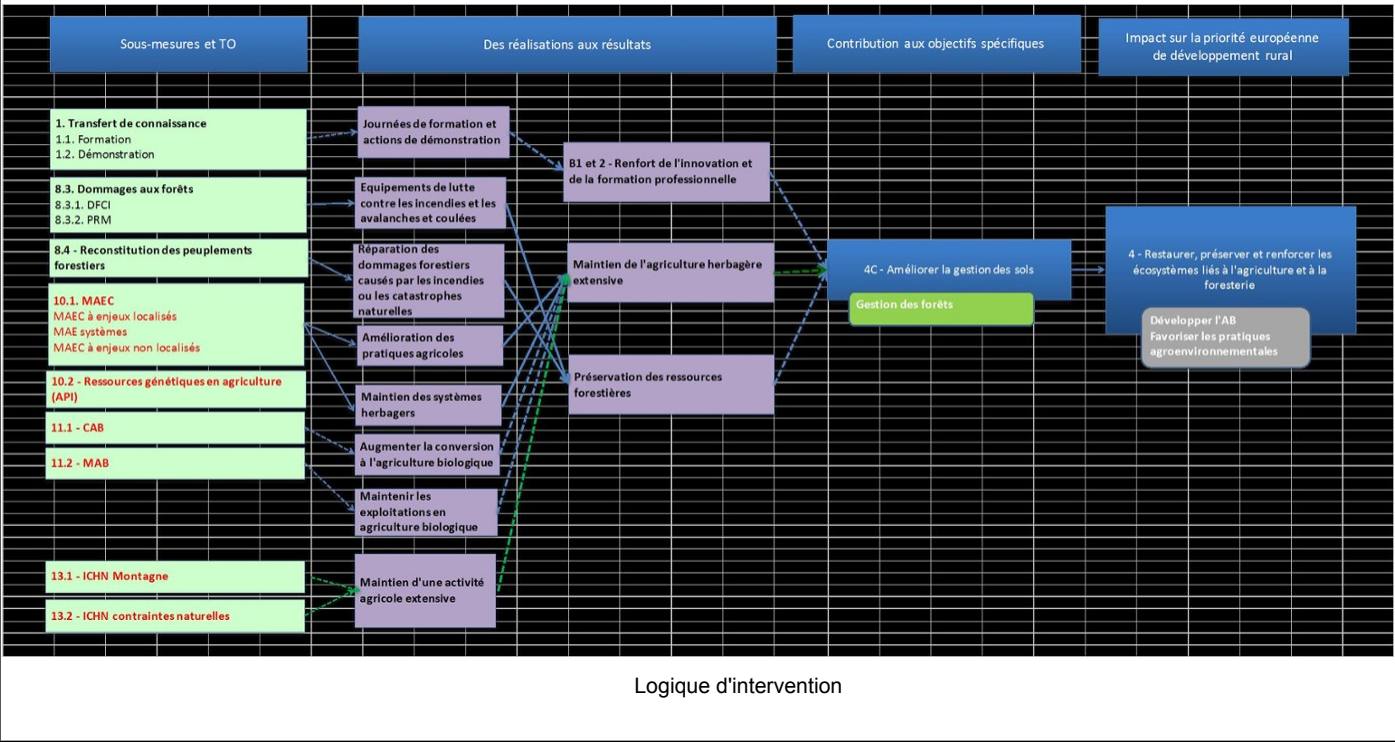 Sous-mesures et TO
Des réalisations aux résultats
Contribution aux objectifs spécifiques
Impact sur la priorité européenne
de développement rural
1. Transfert de connaissance
1.1. Formation
1.2. Démonstration
8.3. Dommages aux forêts
8.3.1. DFCI
8.3.2. PRM
8.4 - Reconstitution des peuplements
forestiers
10.1. MAEC
MAEC à enjeux localisés
MAE systèmes
MAEC à enjeux non localisés
10.2 - Ressources génétiques en agriculture
(API)
11.1 - CAB
11.2 - MAB
13.1 - ICHN Montagne
13.2 - ICHN contraintes naturelles
Journées de formation et
actions de démonstration
Equipements de lutte
contre les incendies et les
avalanches et coulées
Réparation des
dommages forestiers
causés par les incendies
ou les catastrophes
naturelles
Amélioration des
pratiques agricoles
Maintien des systèmes
herbagers
Augmenter la conversion
à l'agriculture biologique
Maintenir les
exploitations en
agriculture biologique
Maintien d'une activité
agricole extensive
B1 et 2 - Renfort de l'innovation et
de la formation professionnelle
Maintien de l'agriculture herbagère
extensive
Préservation des ressources
forestières
4C - Améliorer la gestion des sols
Gestion des forêts
4 - Restaurer, préserver et renforcer les
écosystèmes liés à l'agriculture et à la
foresterie
Développer l'AB
Favoriser les pratiques
agroenvironnementales
Logique d'intervention